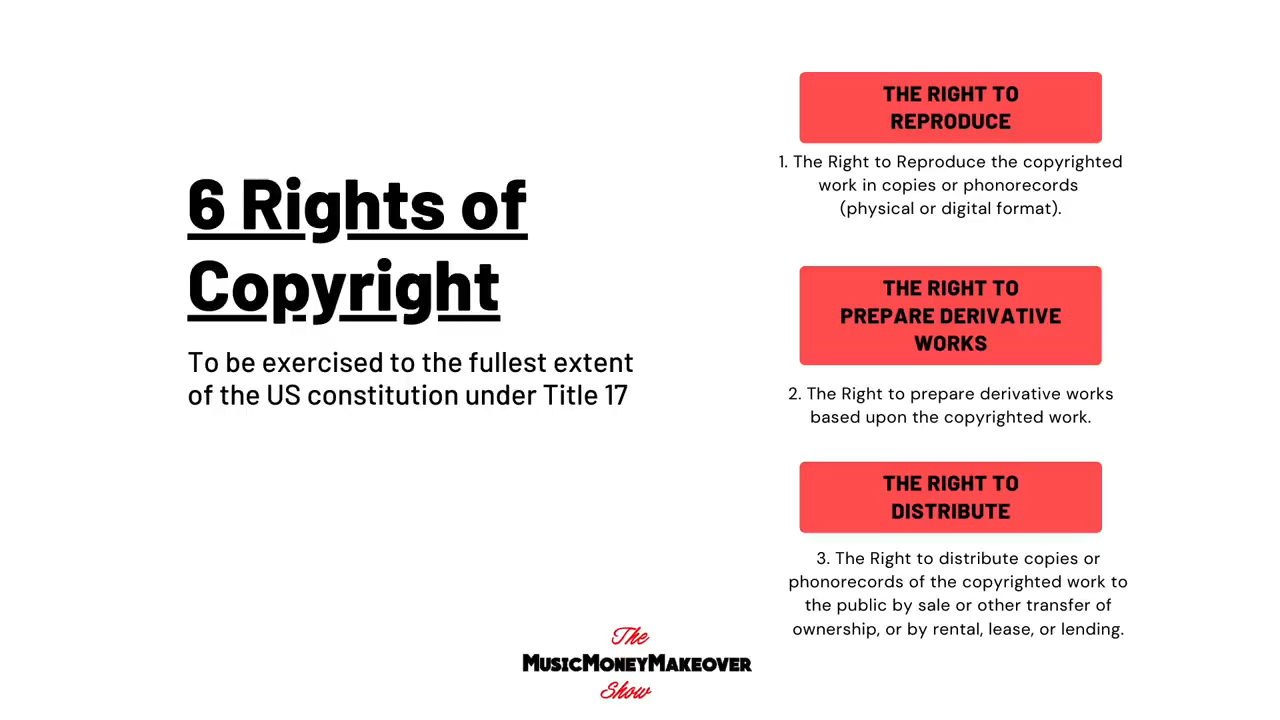 6 Rights of
Copyright
To be exercised to the fullest extent
of the US constitution under Title 17
THE RIGHT TO
REPRODUCE
1. The Right to Reproduce the copyrighted
work in copies or phonorecords
(physical or digital format).
THE RIGHT TO
PREPARE DERIVATIVE
WORKS
2. The Right to prepare derivative works
based upon the copyrighted work.
THE RIGHT TO
DISTRIBUTE
3. The Right to distribute copies or
phonorecords of the copyrighted work to
the public by sale or other transfer of
ownership, or by rental, lease, or lending.
The
MUSICMONEYMAKEOVER
Show